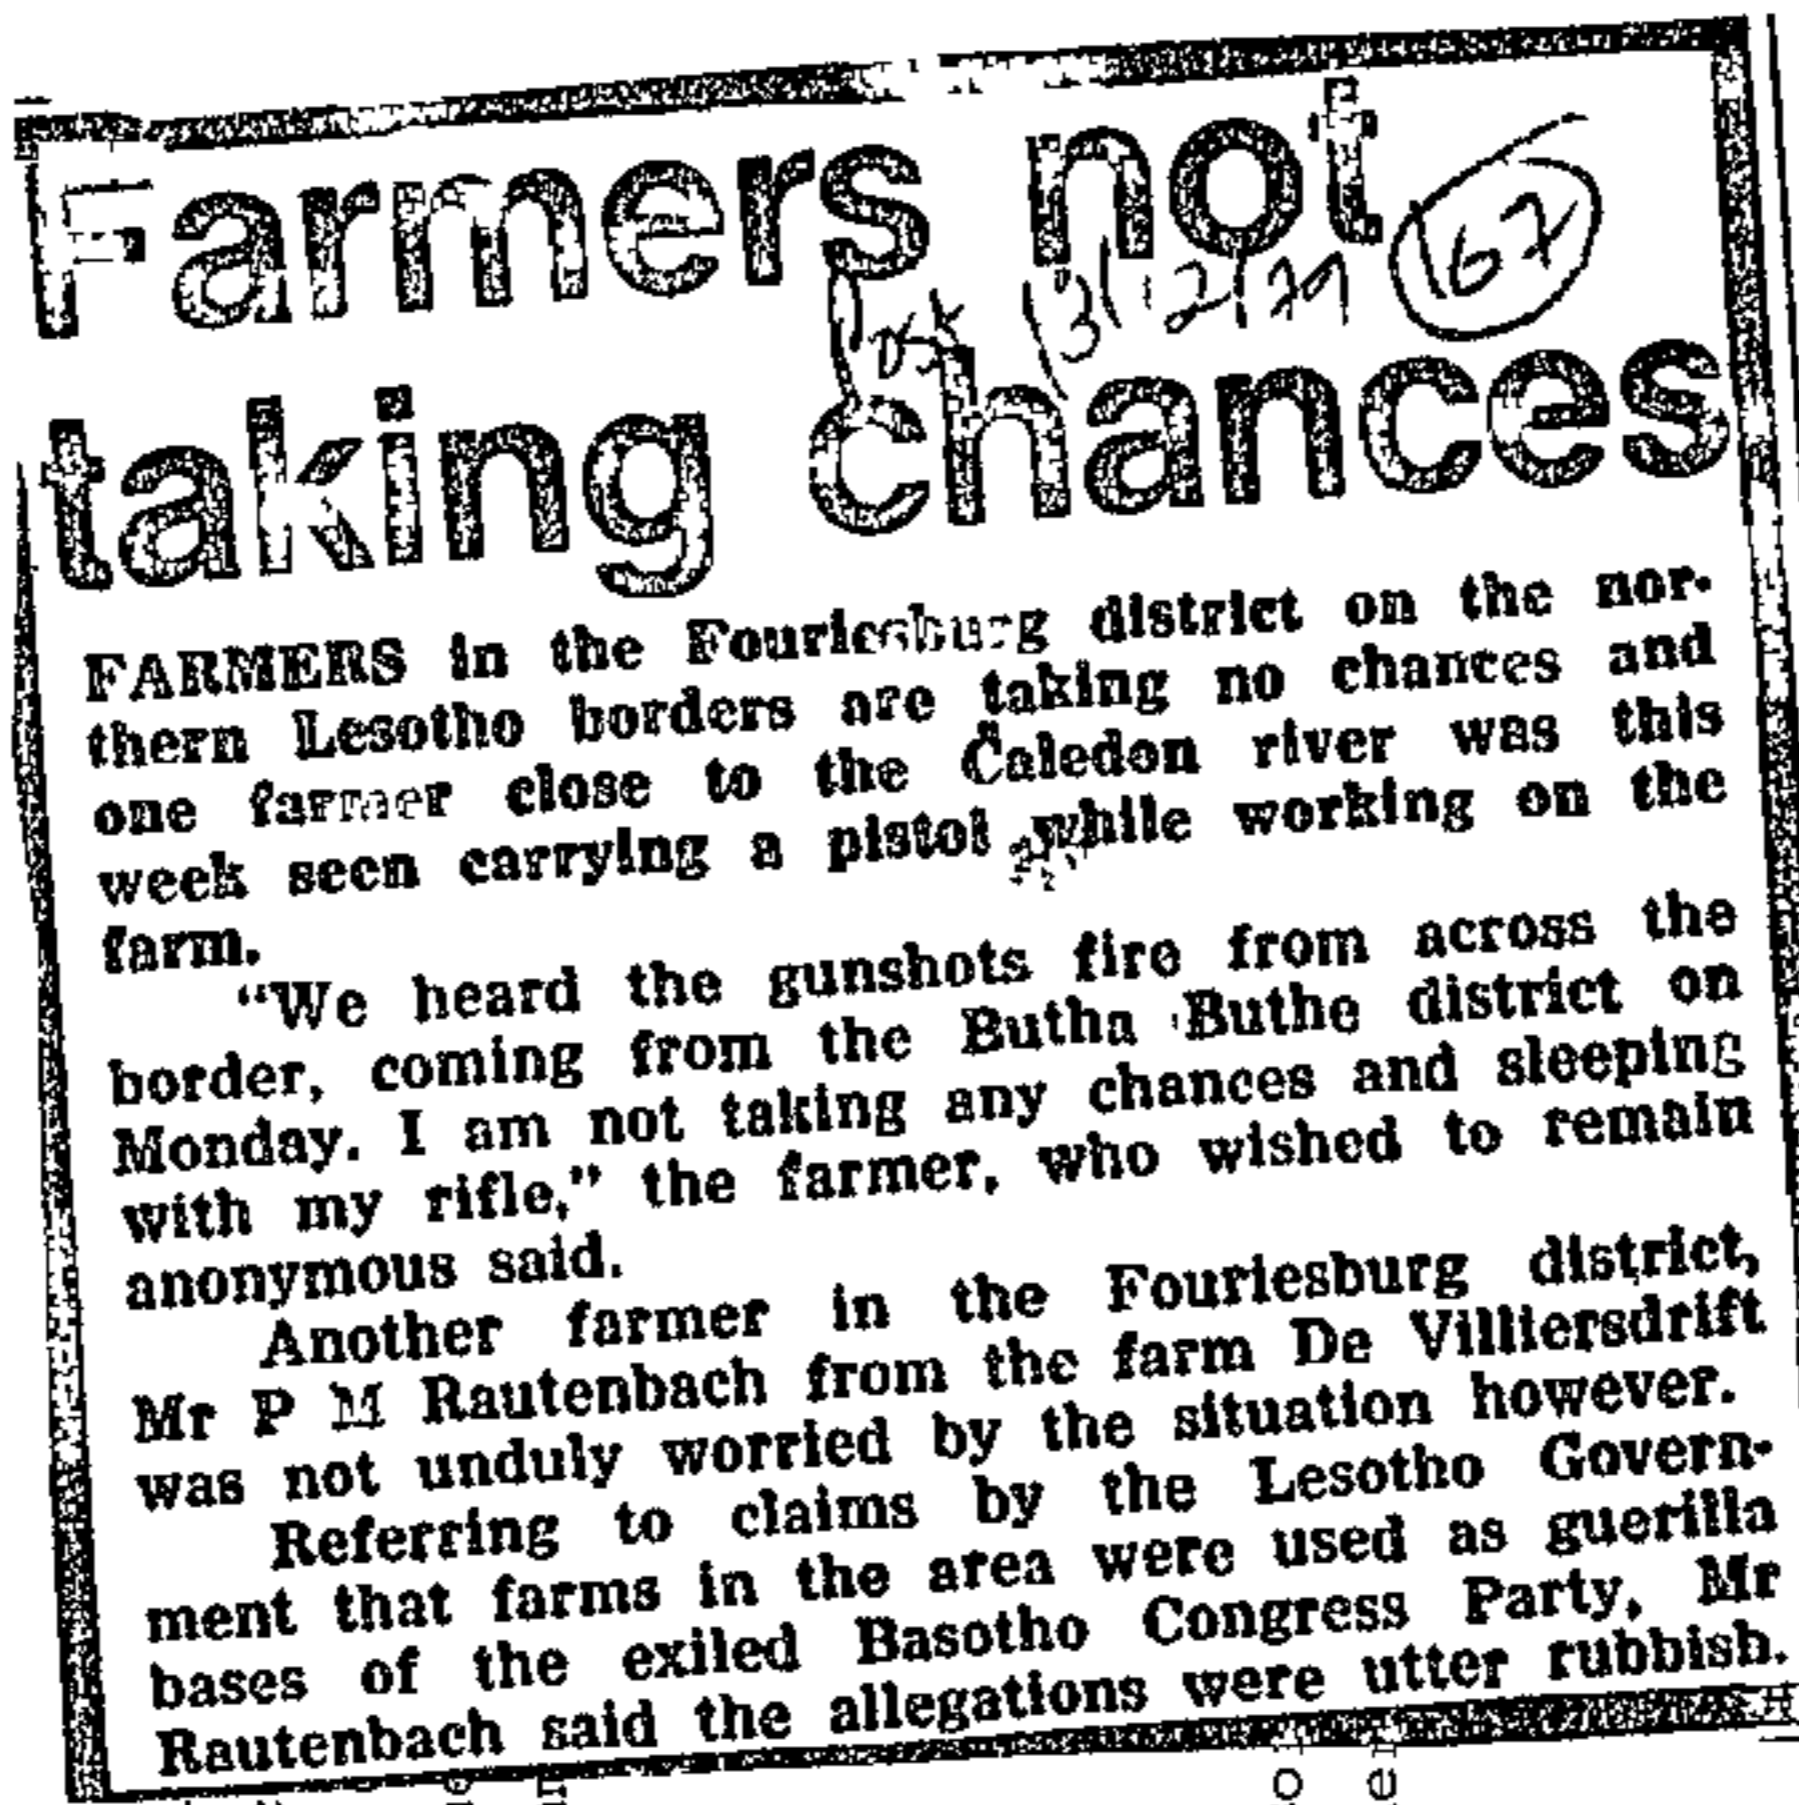 Farmers not
13/12/79
167
taking chances
FARMERS in the Fouriesburg district on the nor-
thern Lesotho borders are taking no chances and
one farmer close to the Caledon river was this
week seen carrying a pistol while working on the
farm.
"We heard the gunshots fire from across the
border, coming from the Butha Buthe district on
Monday. I am not taking any chances and sleeping
with my rifle," the farmer, who wished to remain
anonymous said.
Another farmer in the Fouriesburg district,
Mr P M Rautenbach from the farm De Villiersdrift
was not unduly worried by the situation however.
Referring to claims by the Lesotho Govern-
ment that farms in the area were used as guerilla
bases of the exiled Basotho Congress Party, Mr
Rautenbach said the allegations were utter rubbish.